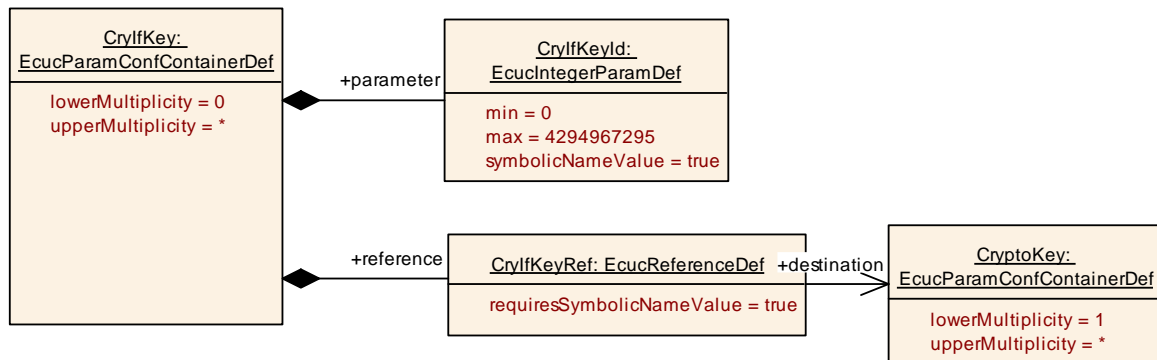 CryIfKey:
EcucParamConfContainerDef
lowerMultiplicity = 0
upperMultiplicity = *
+parameter
CryIfKeyId:
EcucIntegerParamDef
min = 0
max = 4294967295
symbolicNameValue = true
+reference
CryIfKeyRef: EcucReferenceDef
requiresSymbolicNameValue = true
+destination
CryptoKey:
EcucParamConfContainerDef
lowerMultiplicity = 1
upperMultiplicity = *